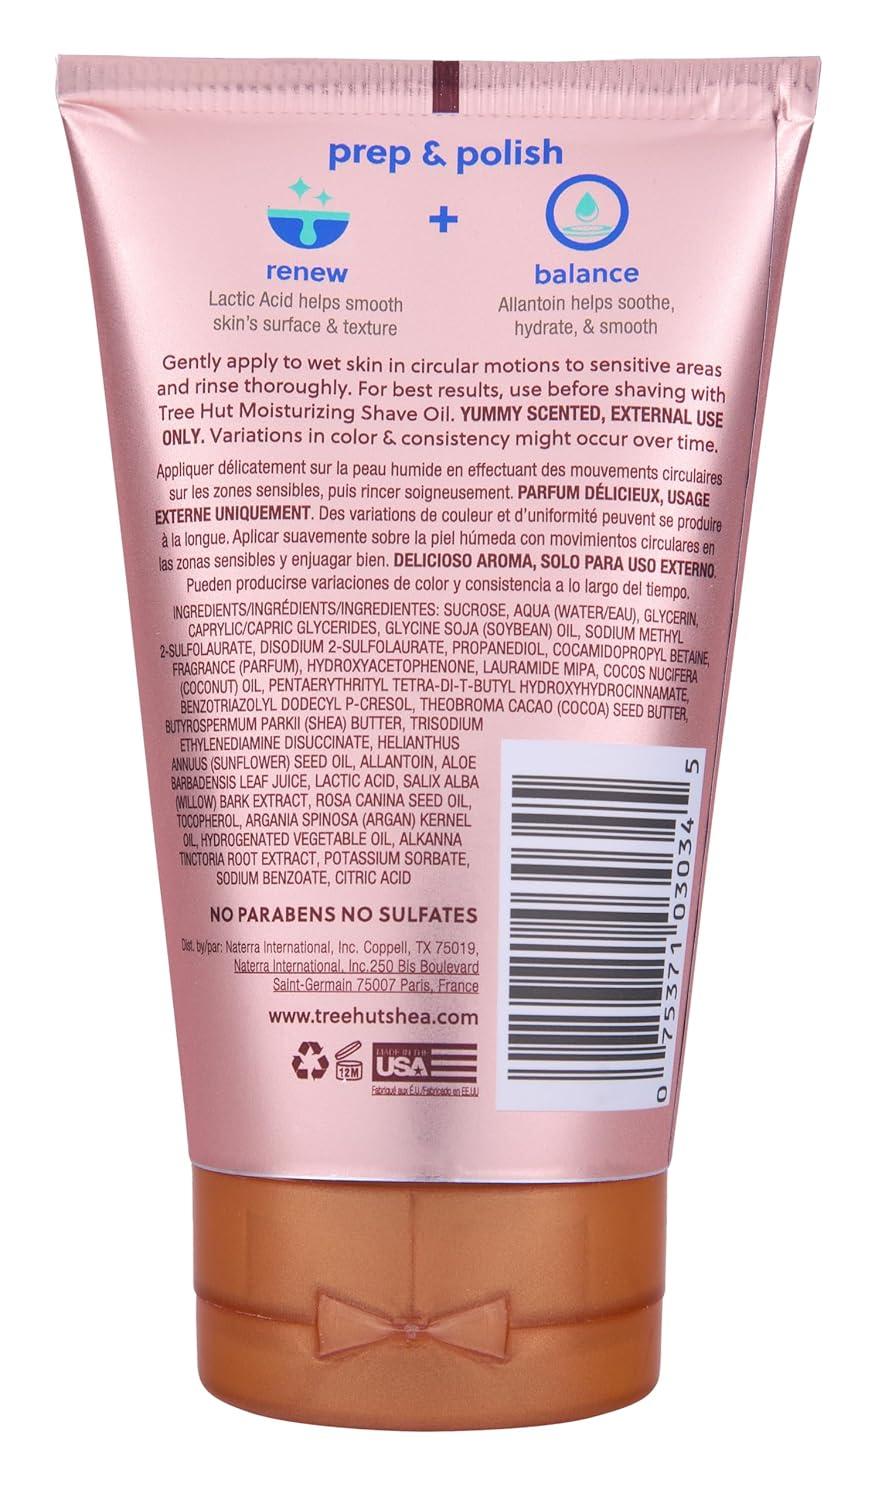 prep & polish
+
renew
Lactic Acid helps smooth
skin's surface & texture
balance
Allantoin helps soothe,
hydrate, & smooth
Gently apply to wet skin in circular motions to sensitive areas
and rinse thoroughly. For best results, use before shaving with
Tree Hut Moisturizing Shave Oil. YUMMY SCENTED, EXTERNAL USE
ONLY. Variations in color & consistency might occur over time.
Appliquer délicatement sur la peau humide en effectuant des mouvements circulaires
sur les zones sensibles, puis rincer soigneusement. PARFUM DÉLICIEUX, USAGE
EXTERNE UNIQUEMENT. Des variations de couleur et d'uniformité peuvent se produire
à la longue. Aplicar suavemente sobre la piel húmeda con movimientos circulares en
las zonas sensibles y enjuagar bien. DELICIOSO AROMA, SOLO PARA USO EXTERNO.
Pueden producirse variaciones de color y consistencia a lo largo del tiempo.
INGREDIENTS/INGRÉDIENTS/INGREDIENTES: SUCROSE, AQUA (WATER/EAU), GLYCERIN,
CAPRYLIC/CAPRIC GLYCERIDES, GLYCINE SOJA (SOYBEAN) OIL, SODIUM METHYL
2-SULFOLAURATE, DISODIUM 2-SULFOLAURATE, PROPANEDIOL, COCAMIDOPROPYL BETAINE,
FRAGRANCE (PARFUM), HYDROXYACETOPHENONE, LAURAMIDE MIPA, COCOS NUCIFERA
(COCONUT) OIL, PENTAERYTHRITYL TETRA-DI-T-BUTYL HYDROXYHYDROCINNAMATE,
BENZOTRIAZOLYL DODECYL P-CRESOL, THEOBROMA CACAO (COCOA) SEED BUTTER,
BUTYROSPERMUM PARKII (SHEA) BUTTER, TRISODIUM
ETHYLENEDIAMINE DISUCCINATE, HELIANTHUS
ANNUUS (SUNFLOWER) SEED OIL, ALLANTOIN, ALOE
BARBADENSIS LEAF JUICE, LACTIC ACID, SALIX ALBA
(WILLOW) BARK EXTRACT, ROSA CANINA SEED OIL,
TOCOPHEROL, ARGANIA SPINOSA (ARGAN) KERNEL
OIL, HYDROGENATED VEGETABLE OIL, ALKANNA
TINCTORIA ROOT EXTRACT, POTASSIUM SORBATE,
SODIUM BENZOATE, CITRIC ACID
NO PARABENS NO SULFATES
Dist. by/par: Naterra International, Inc. Coppell, TX 75019,
Naterra International, Inc.250 Bis Boulevard
Saint-Germain 75007 Paris, France
www.treehutshea.com
12M
MADE IN THE
USA
Fabriqué aux É.U./Fabricado en EE.UU
0 75371 03034 5